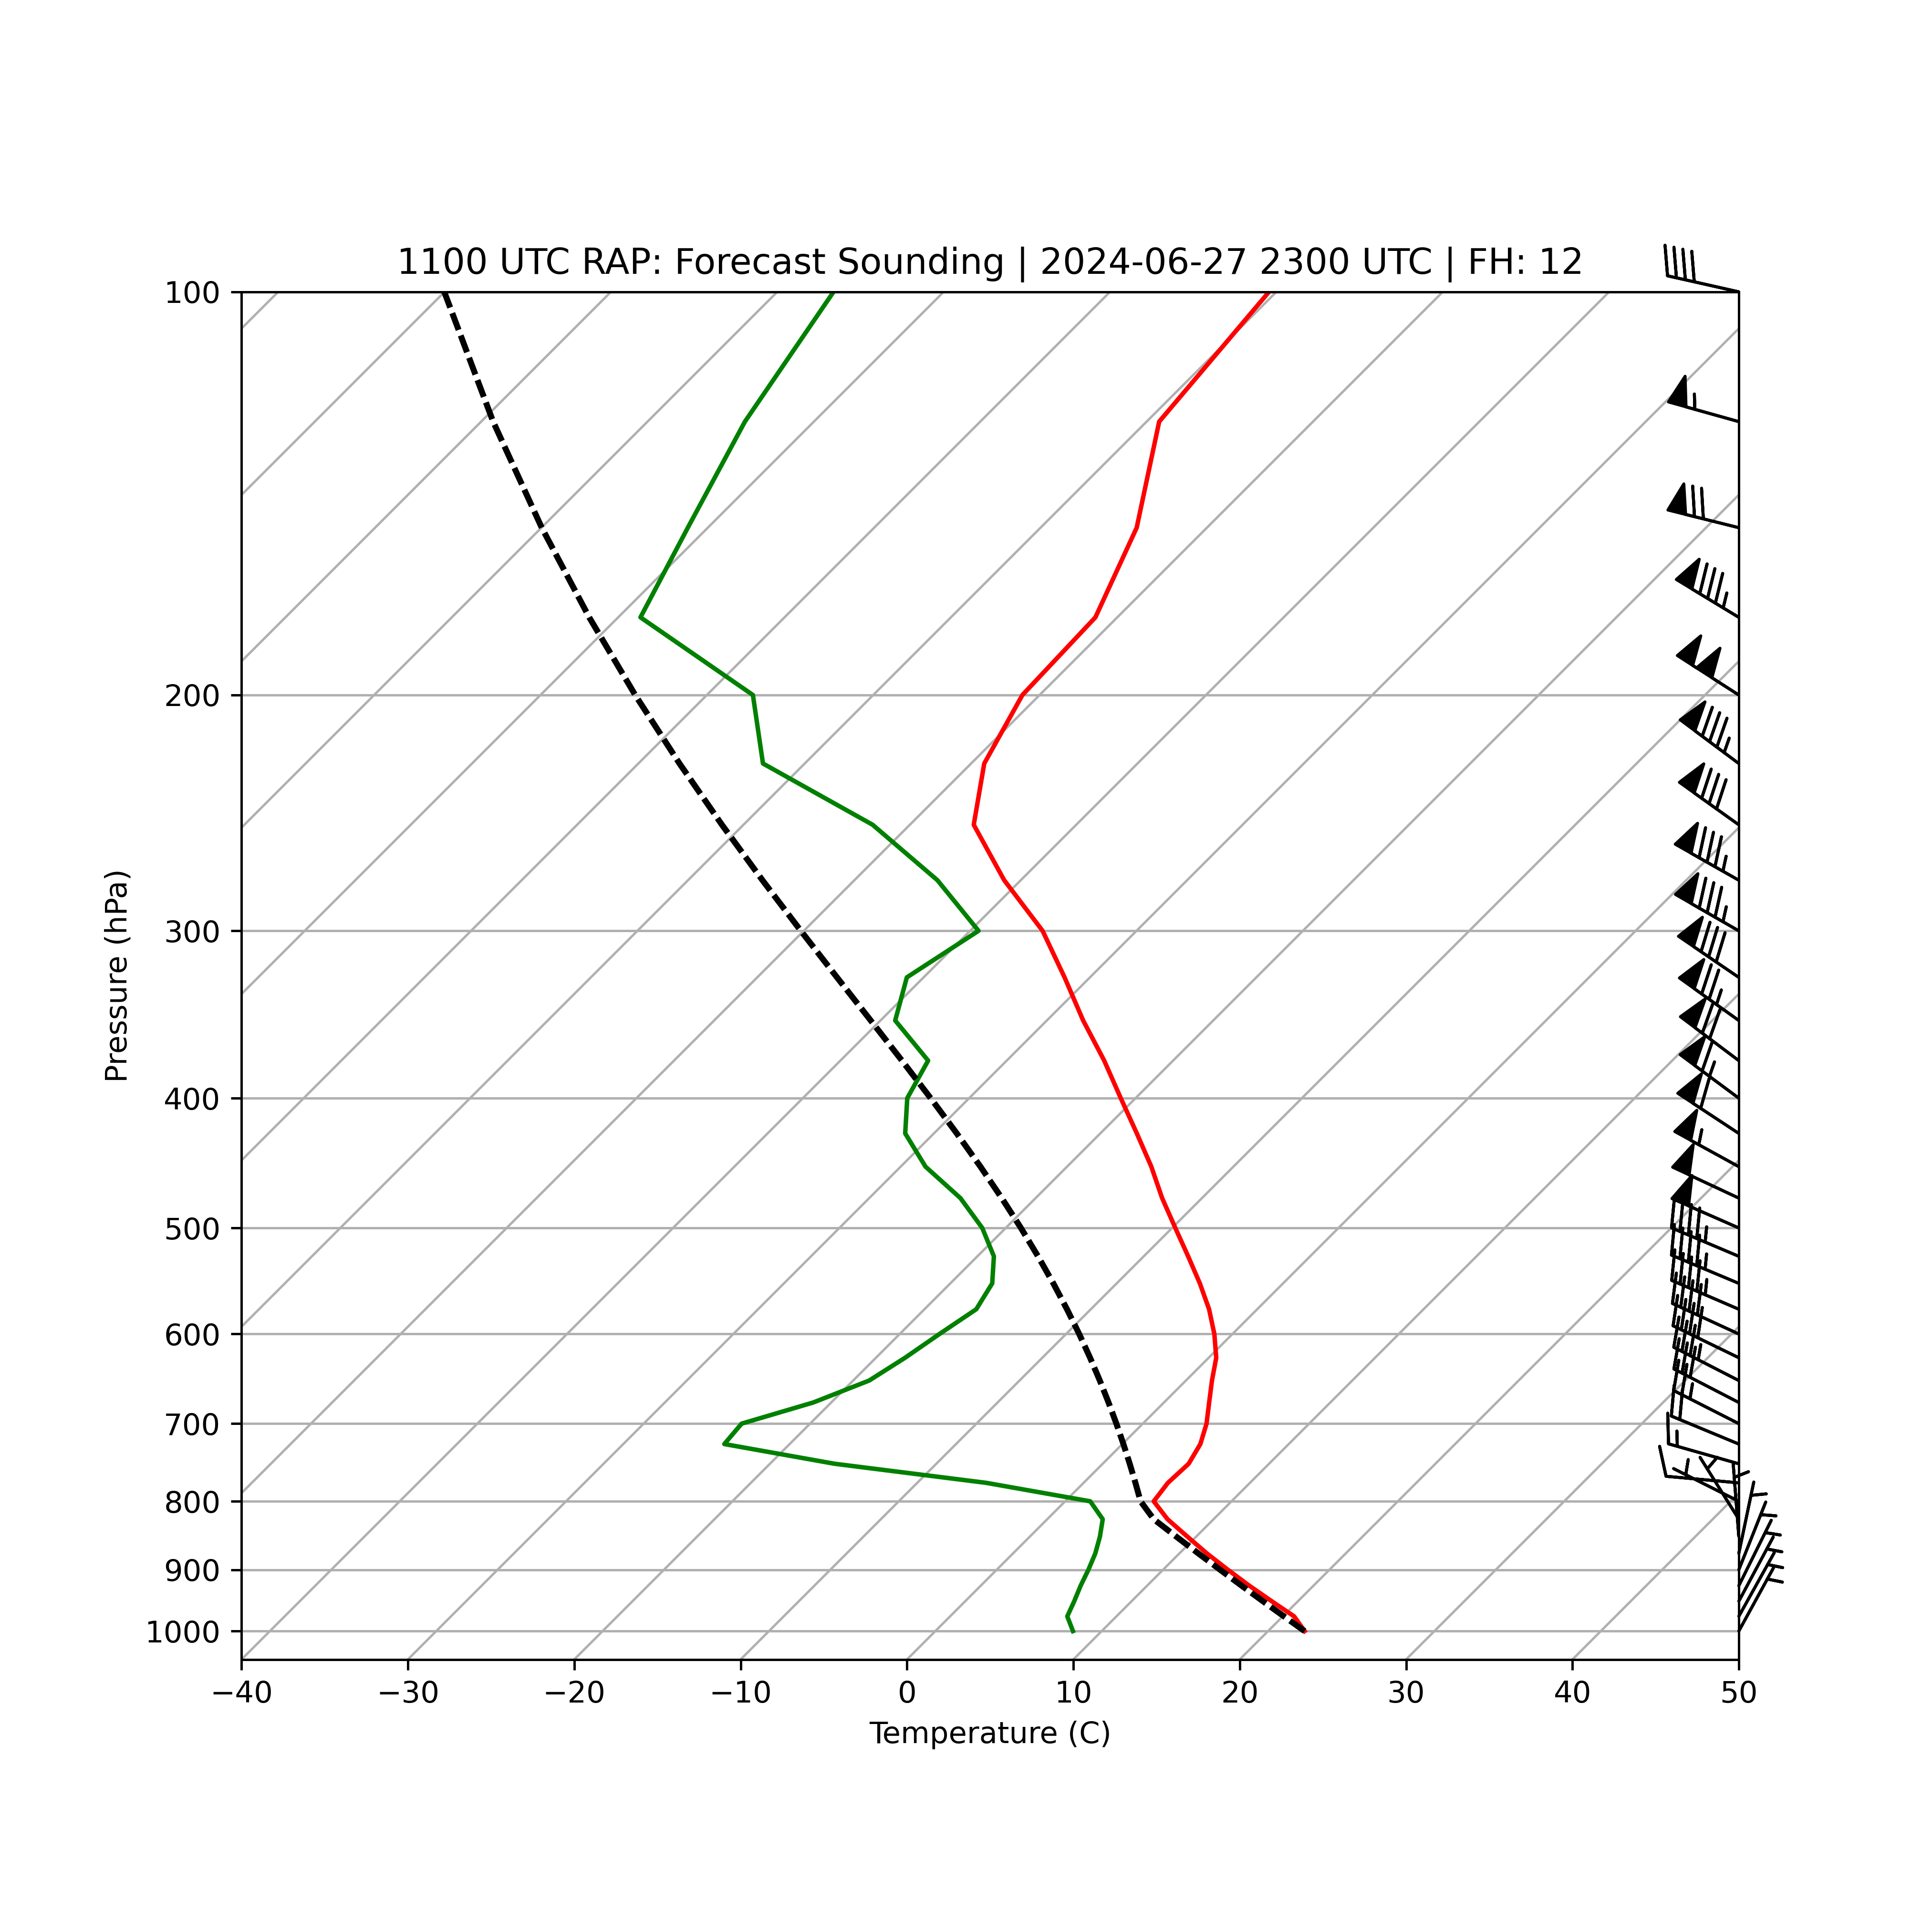 1100 UTC RAP: Forecast Sounding | 2024-06-27 2300 UTC | FH: 12
100
200
300
400
500
600
700
800
900
1000
Pressure (hPa)
−40 −30 −20 −10 0 10 20 30 40 50
Temperature (C)